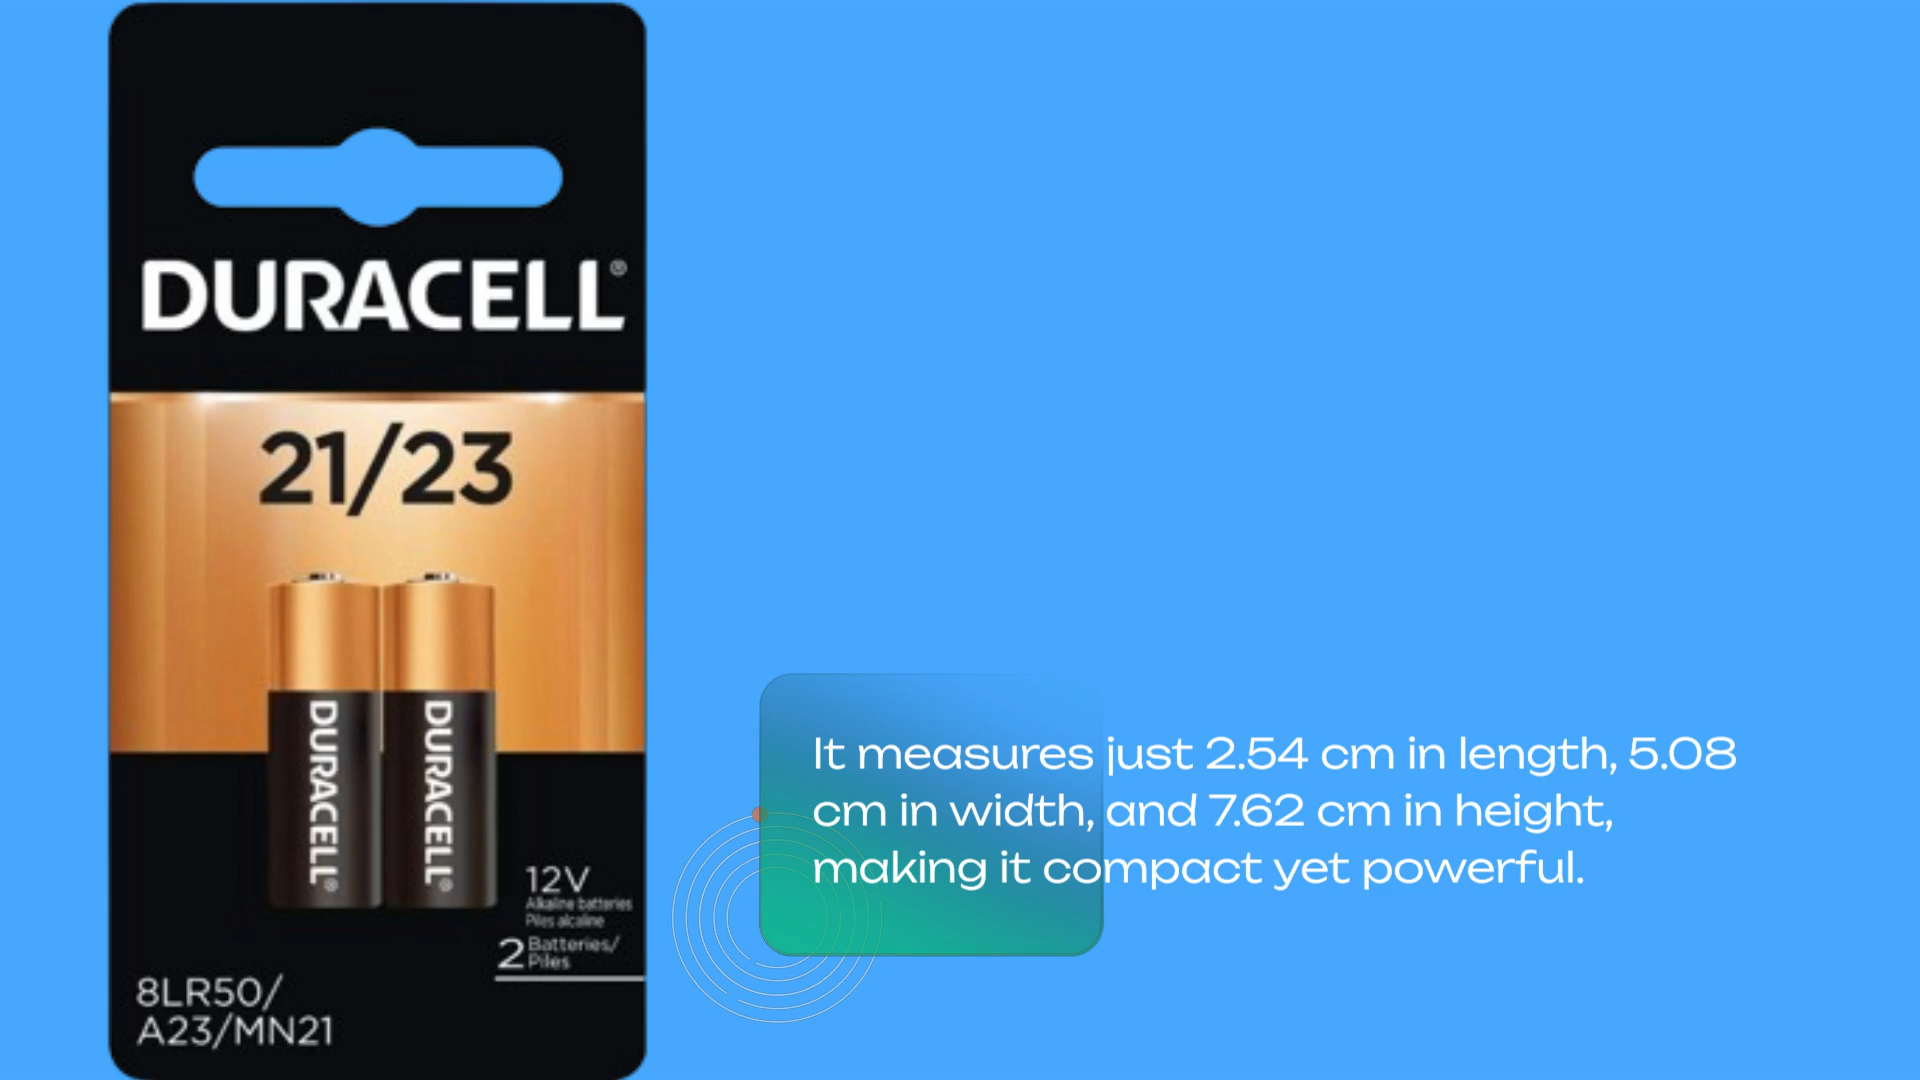 DURACELL®
21/23
DURACELL®
DURACELL®
12V
Alkaline batteries
Piles alcaline
2 Batteries/
Piles
8LR50/
A23/MN21
It measures just 2.54 cm in length, 5.08
cm in width, and 7.62 cm in height,
making it compact yet powerful.